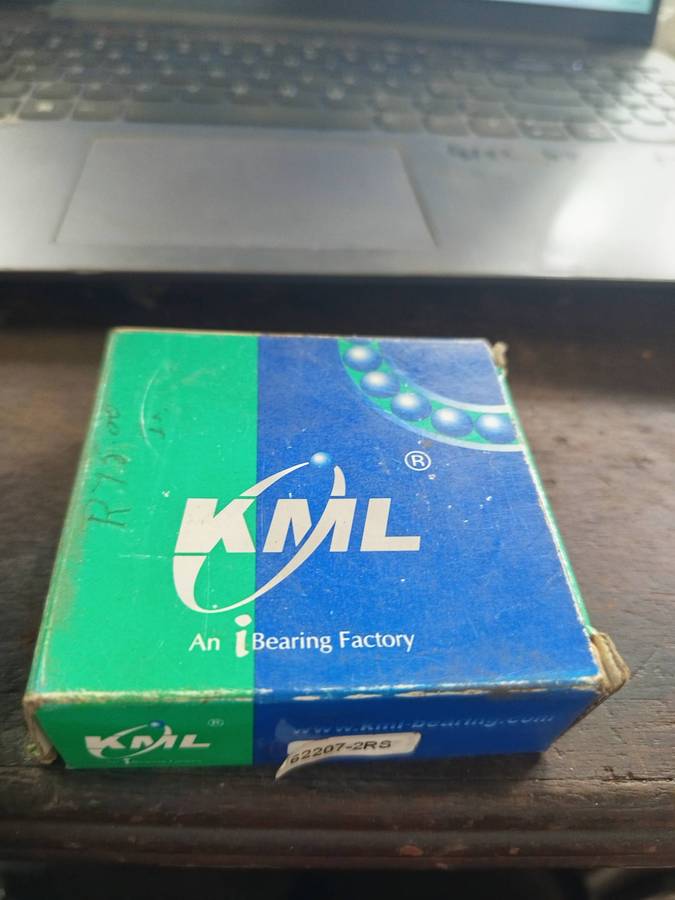 KML
®
An iBearing Factory
KML
®
www.kml-bearing.com
62207-2RS